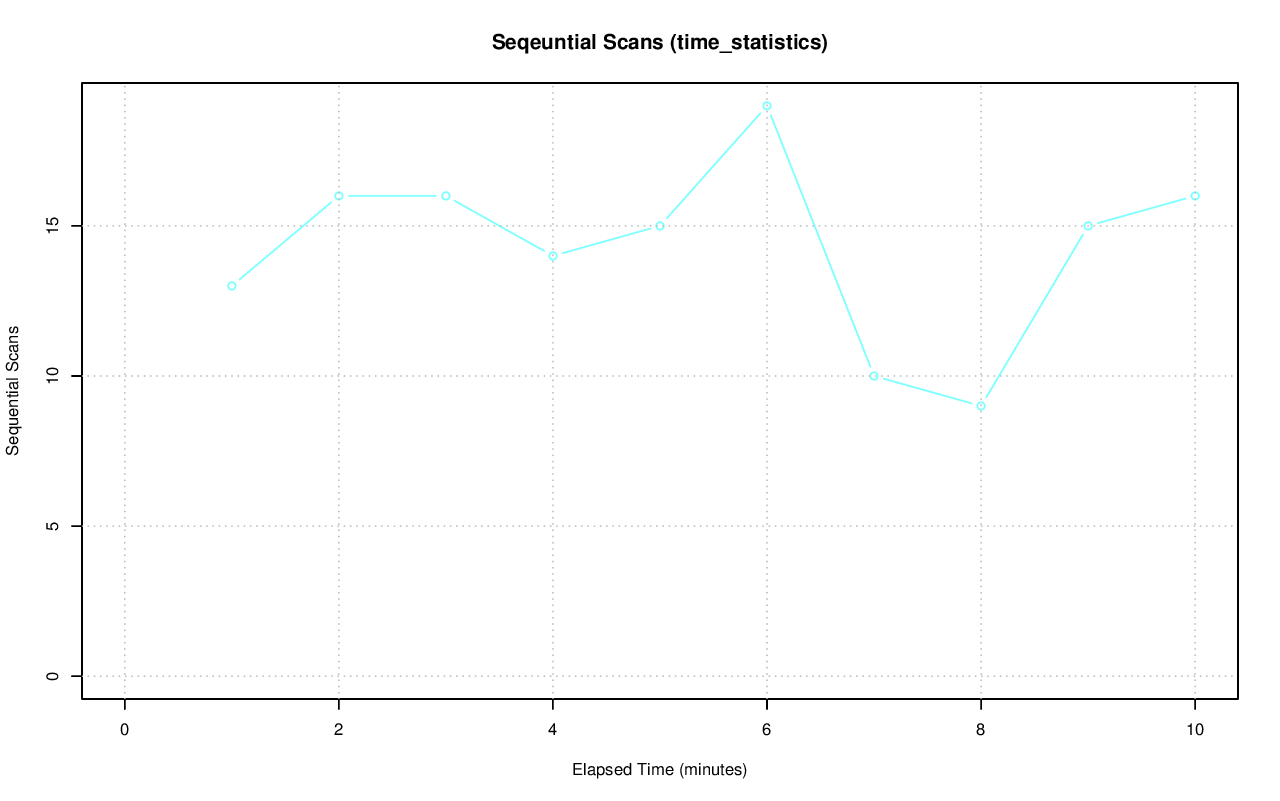 Seqeuntial Scans (time_statistics)
Sequential Scans
15
10
5
0
0 2 4 6 8 10
Elapsed Time (minutes)